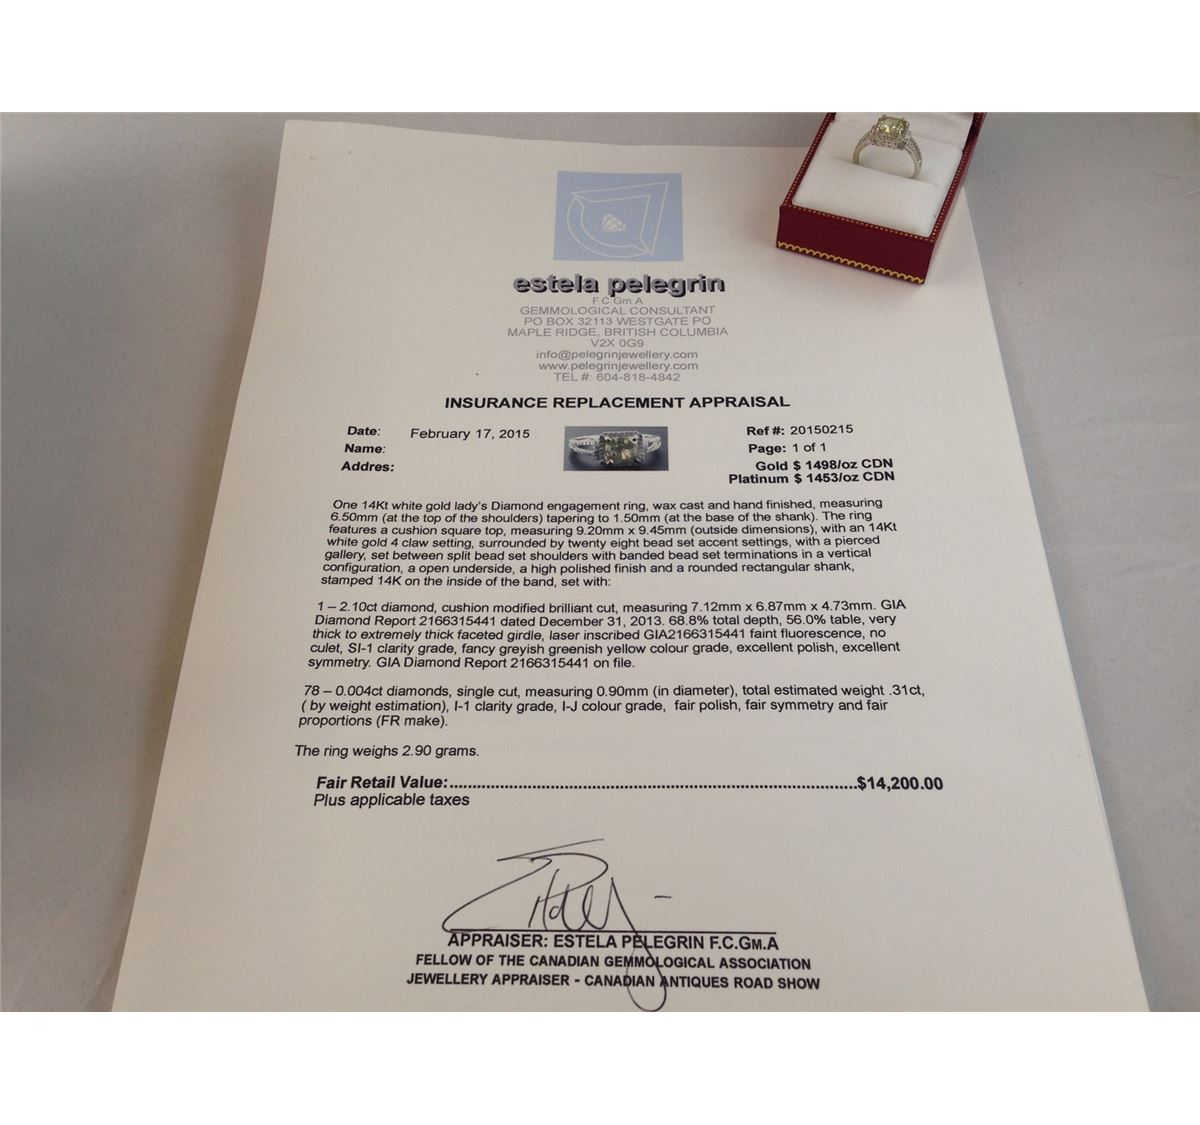 estela pelegrin
F.C.Gm A
GEMMOLOGICAL CONSULTANT
PO BOX 32113 WESTGATE PO
MAPLE RIDGE, BRITISH COLUMBIA
V2X 0G9
info@pelegrinjewellery.com
www.pelegrinjewellery.com
TEL #: 604-818-4842
INSURANCE REPLACEMENT APPRAISAL
Date: February 17, 2015
Name:
Addres:
Ref #: 20150215
Page: 1 of 1
Gold $ 1498/oz CDN
Platinum $ 1453/oz CDN
One 14Kt white gold lady's Diamond engagement ring, wax cast and hand finished, measuring
6.50mm (at the top of the shoulders) tapering to 1.50mm (at the base of the shank). The ring
features a cushion square top, measuring 9.20mm x 9.45mm (outside dimensions), with an 14Kt
white gold 4 claw setting, surrounded by twenty eight bead set accent settings, with a pierced
gallery, set between split bead set shoulders with banded bead set terminations in a vertical
configuration, a open underside, a high polished finish and a rounded rectangular shank,
stamped 14K on the inside of the band, set with:
1 – 2.10ct diamond, cushion modified brilliant cut, measuring 7.12mm x 6.87mm x 4.73mm. GIA
Diamond Report 2166315441 dated December 31, 2013. 68.8% total depth, 56.0% table, very
thick to extremely thick faceted girdle, laser inscribed GIA2166315441 faint fluorescence, no
culet, SI-1 clarity grade, fancy greyish greenish yellow colour grade, excellent polish, excellent
symmetry. GIA Diamond Report 2166315441 on file.
78 – 0.004ct diamonds, single cut, measuring 0.90mm (in diameter), total estimated weight .31ct,
( by weight estimation), I-1 clarity grade, I-J colour grade, fair polish, fair symmetry and fair
proportions (FR make).
The ring weighs 2.90 grams.
Fair Retail Value:..........................................................................................$14,200.00
Plus applicable taxes
APPRAISER: ESTELA PELEGRIN F.C.GM.A
FELLOW OF THE CANADIAN GEMMOLOGICAL ASSOCIATION
JEWELLERY APPRAISER - CANADIAN ANTIQUES ROAD SHOW